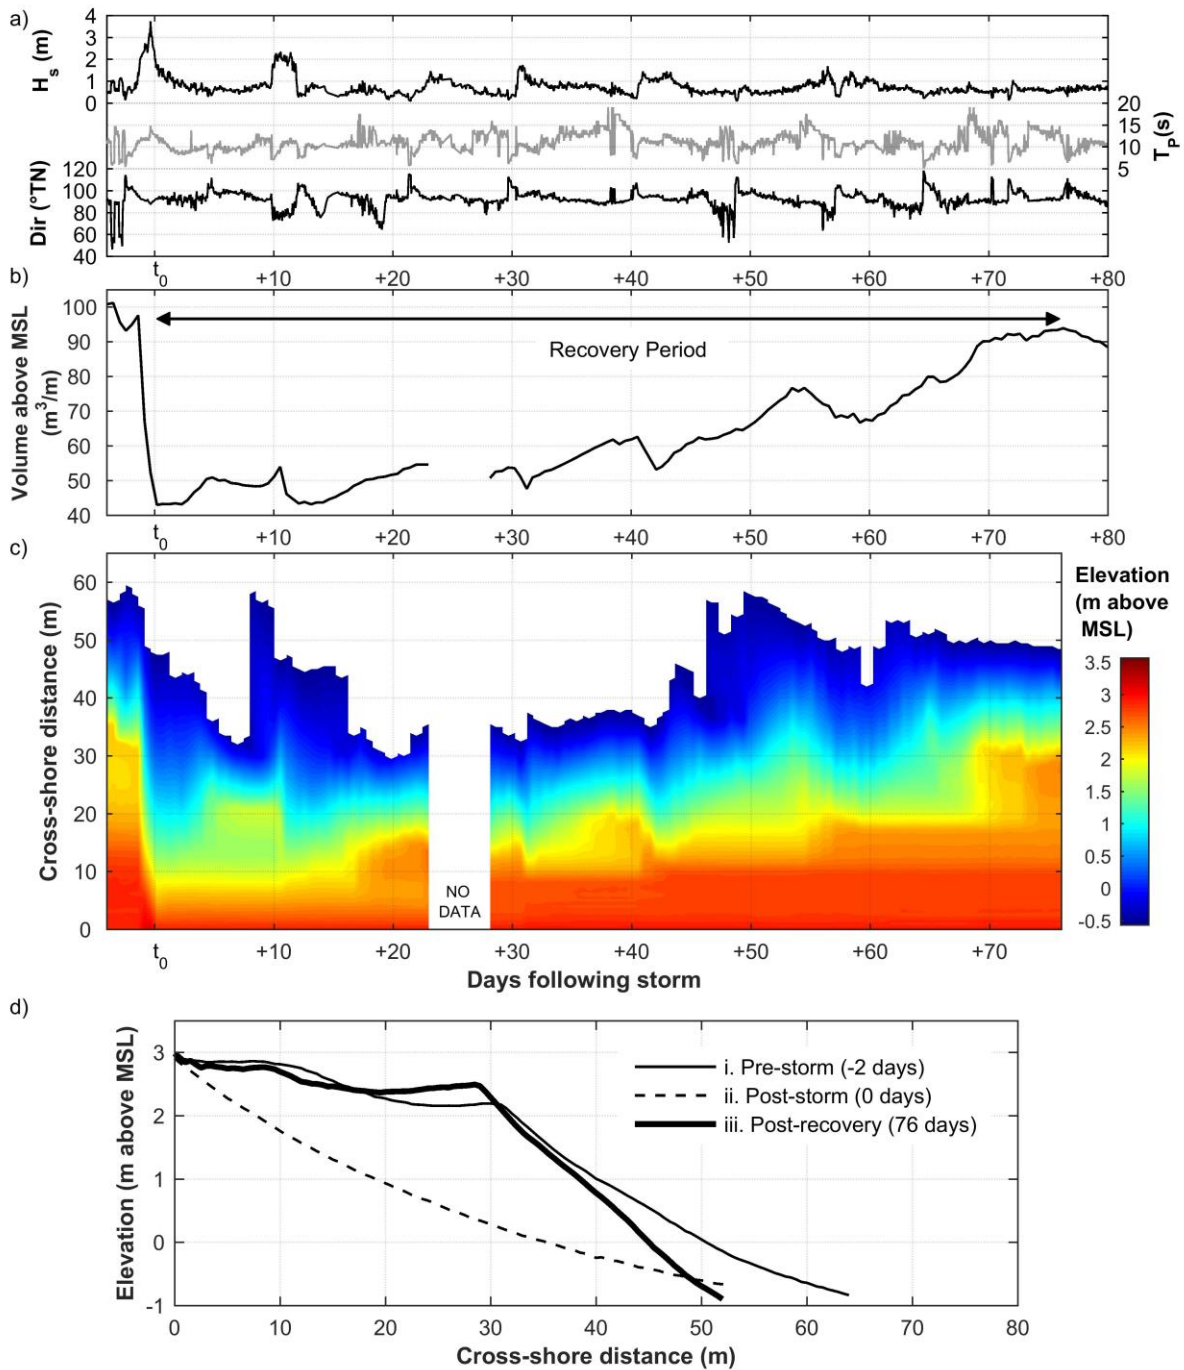 a)
H_s (m)
4
3
2
1
0
T_P(s)
20
15
10
5
Dir (°TN)
120
100
80
60
40
t_0 +10 +20 +30 +40 +50 +60 +70 +80
b)
Volume above MSL
(m³/m)
100
90
80
70
60
50
40
Recovery Period
t_0 +10 +20 +30 +40 +50 +60 +70 +80
c)
Cross-shore distance (m)
60
50
40
30
20
10
0
NO
DATA
t_0 +10 +20 +30 +40 +50 +60 +70
Days following storm
Elevation
(m above
MSL)
3.5
3
2.5
2
1.5
1
0.5
0
-0.5
d)
Elevation (m above MSL)
3
2
1
0
-1
i. Pre-storm (-2 days)
ii. Post-storm (0 days)
iii. Post-recovery (76 days)
0 10 20 30 40 50 60 70 80
Cross-shore distance (m)